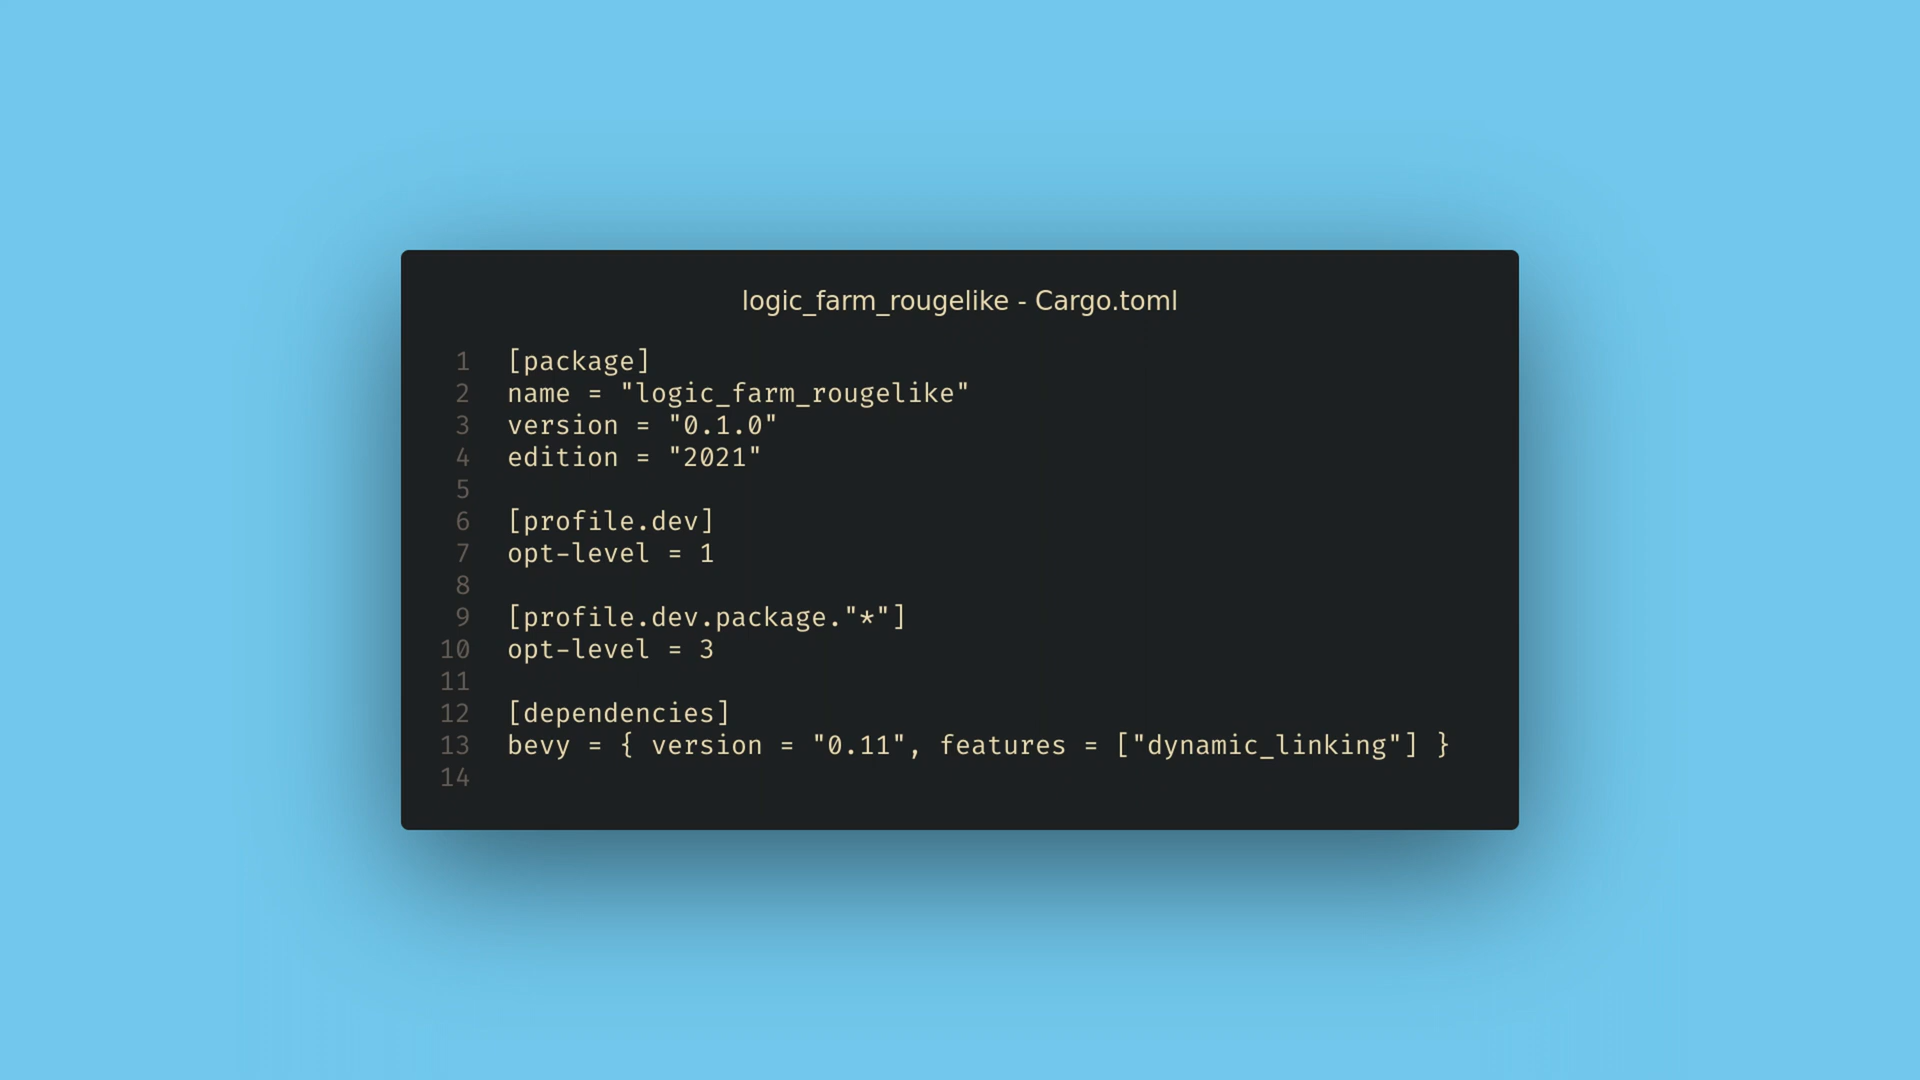 logic_farm_rougelike - Cargo.toml
1 [package]
2 name = "logic_farm_rougelike"
3 version = "0.1.0"
4 edition = "2021"
5
6 [profile.dev]
7 opt-level = 1
8
9 [profile.dev.package."*"]
10 opt-level = 3
11
12 [dependencies]
13 bevy = { version = "0.11", features = ["dynamic_linking"] }
14